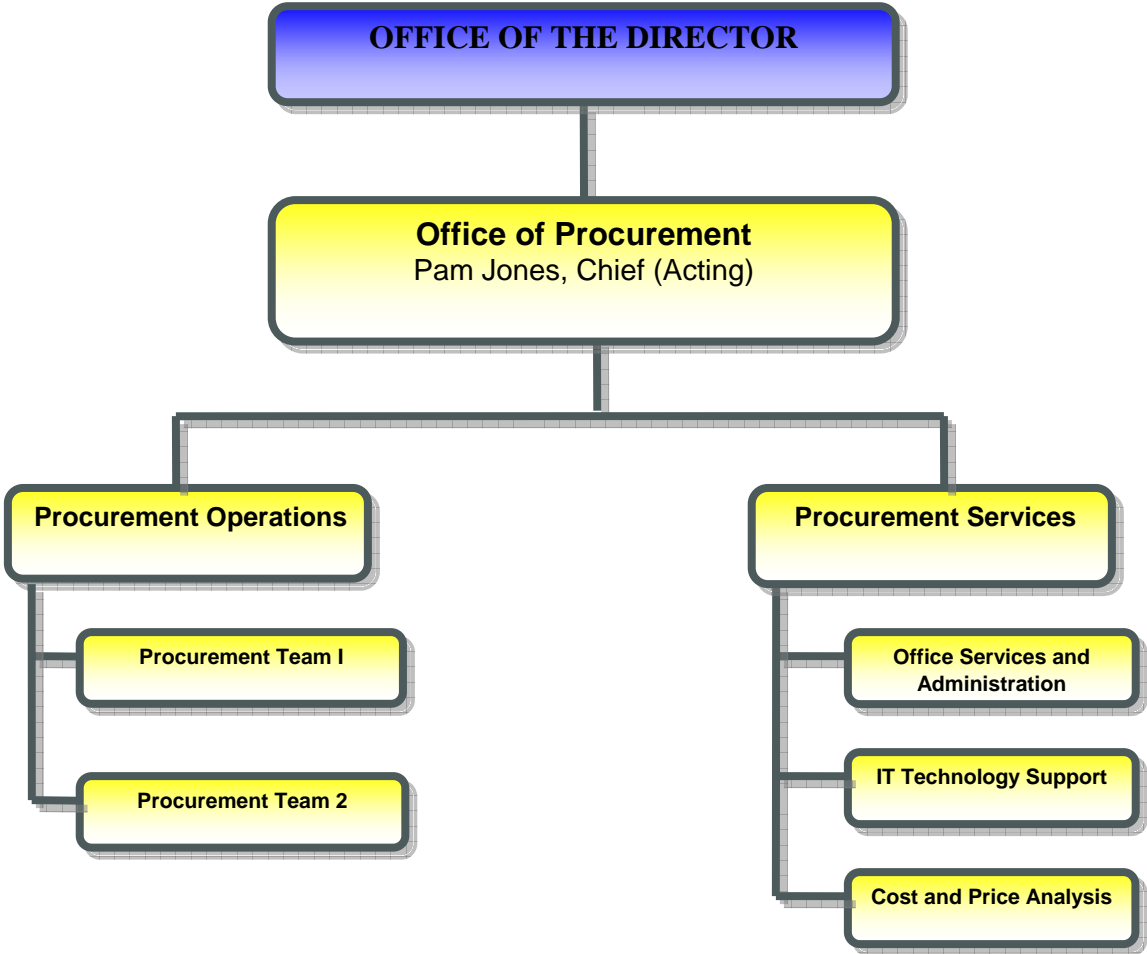 OFFICE OF THE DIRECTOR
Office of Procurement
Pam Jones, Chief (Acting)
Procurement Operations
Procurement Team I
Procurement Team 2
Procurement Services
Office Services and
Administration
IT Technology Support
Cost and Price Analysis